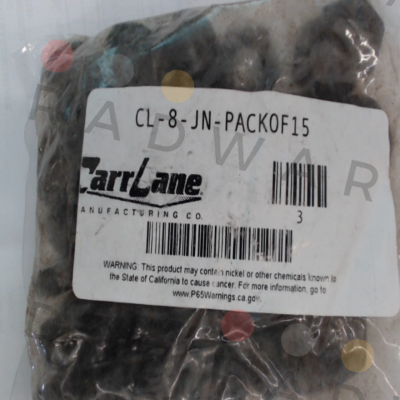 CL-8-JN-PACKOF15
CarrLane
MANUFACTURING CO.
3
WARNING: This product may contain nickel or other chemicals known to
the State of California to cause cancer. For more information, go to
www.P65Warnings.ca.gov.
RADWAR